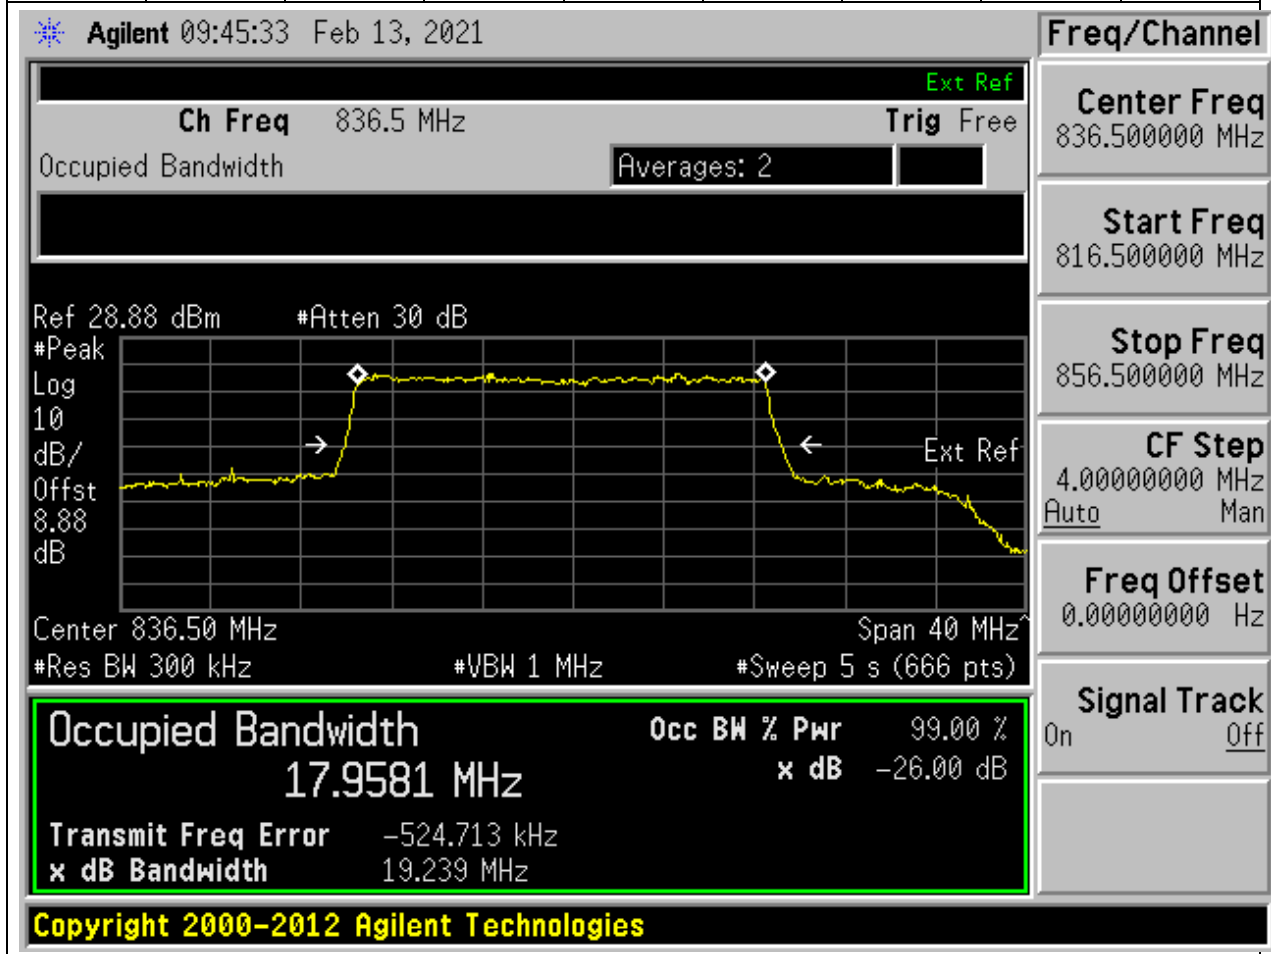 Agilent 09:45:33 Feb 13, 2021
Freq/Channel
Ext Ref
Ch Freq 836.5 MHz Trig Free
Occupied Bandwidth Averages: 2
Center Freq
836.500000 MHz
Start Freq
816.500000 MHz
Stop Freq
856.500000 MHz
CF Step
4.00000000 MHz
Auto Man
Freq Offset
0.00000000 Hz
Signal Track
On Off
Ref 28.88 dBm #Atten 30 dB
#Peak
Log
10
dB/
Offst
8.88
dB
Ext Ref
Center 836.50 MHz Span 40 MHz^
#Res BW 300 kHz #VBW 1 MHz #Sweep 5 s (666 pts)
Occupied Bandwidth Occ BW % Pwr 99.00 %
17.9581 MHz x dB -26.00 dB
Transmit Freq Error -524.713 kHz
x dB Bandwidth 19.239 MHz
Copyright 2000-2012 Agilent Technologies